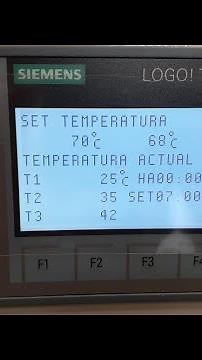 SIEMENS LOGO!
SET TEMPERATURA
70°C 68°C
TEMPERATURA ACTUAL
T1 25°C HA00:00
T2 35 SET07:00
T3 42
F1 F2 F3